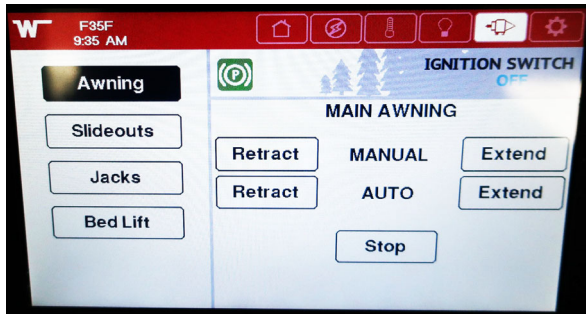 W F35F
9:35 AM
Awning
Slideouts
Jacks
Bed Lift
(P)
IGNITION SWITCH
OFF
MAIN AWNING
Retract MANUAL Extend
Retract AUTO Extend
Stop